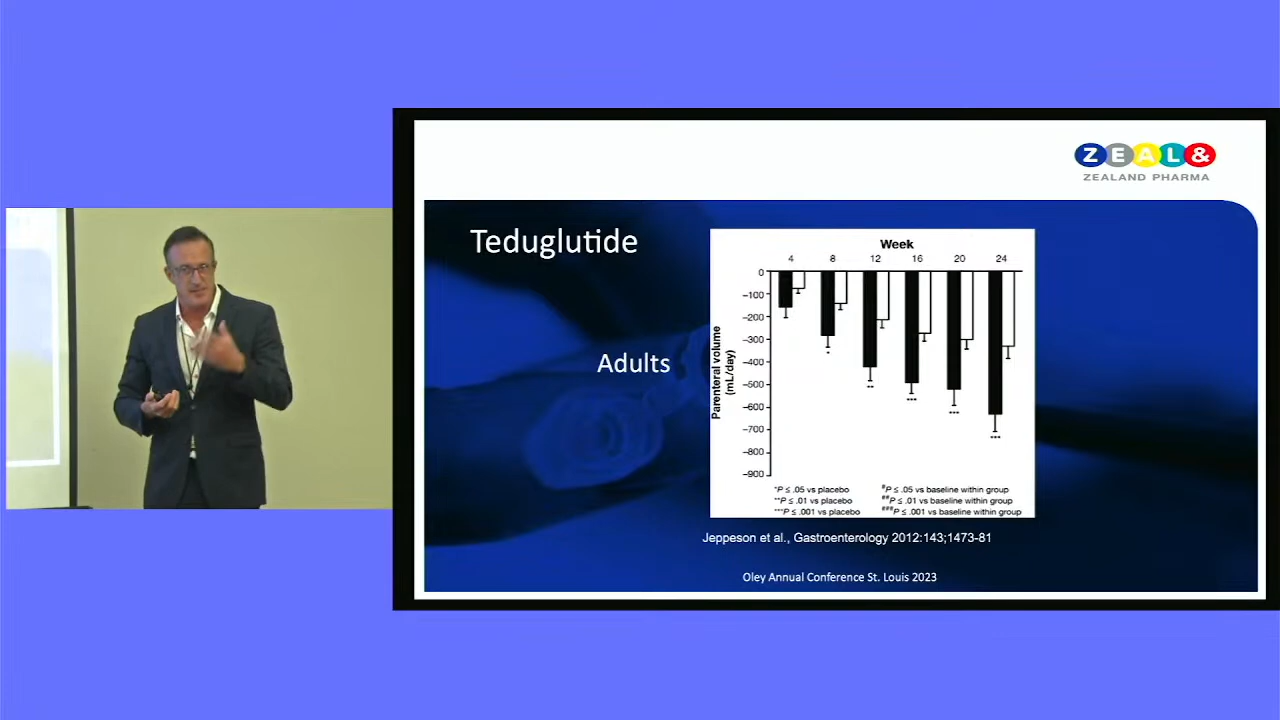 ZEAL&
ZEALAND PHARMA
Teduglutide
Adults
Week
4 8 12 16 20 24
Parenteral volume
(mL/day)
0
−100
−200
−300
−400
−500
−600
−700
−800
−900
*
**
***
***
***
*P ≤ .05 vs placebo
**P ≤ .01 vs placebo
***P ≤ .001 vs placebo
#P ≤ .05 vs baseline within group
##P ≤ .01 vs baseline within group
###P ≤ .001 vs baseline within group
Jeppeson et al., Gastroenterology 2012:143;1473-81
Oley Annual Conference St. Louis 2023